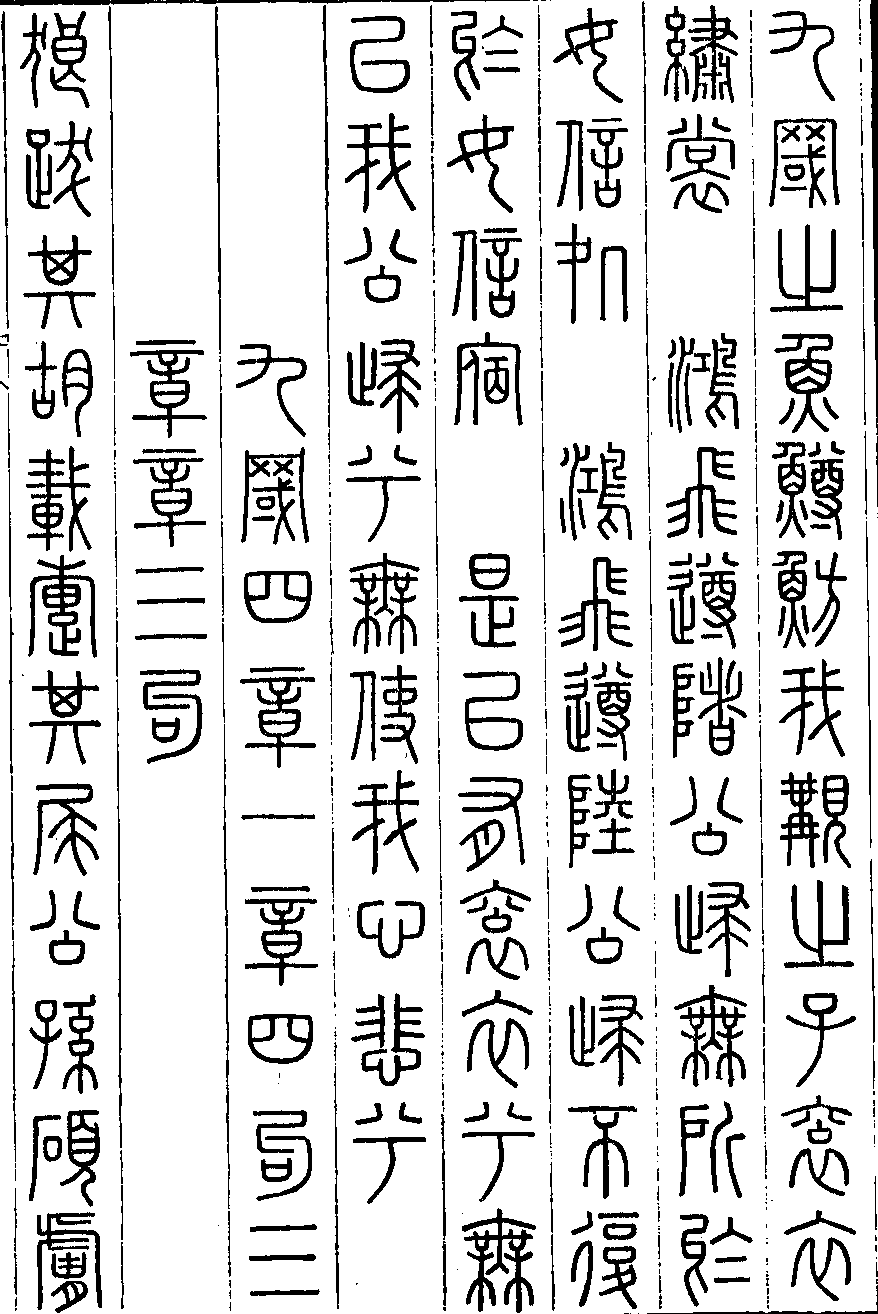 九罭之魚鱒魴我覯之子袞衣
繡裳　鴻飛遵陼公歸無所於
女信処　鴻飛遵陸公歸不復
於女信宿　是以有袞衣兮無
以我公歸兮無使我心悲兮
九罭四章一章四句三
章章三句
狼跋其胡載疐其尾公孫碩膚